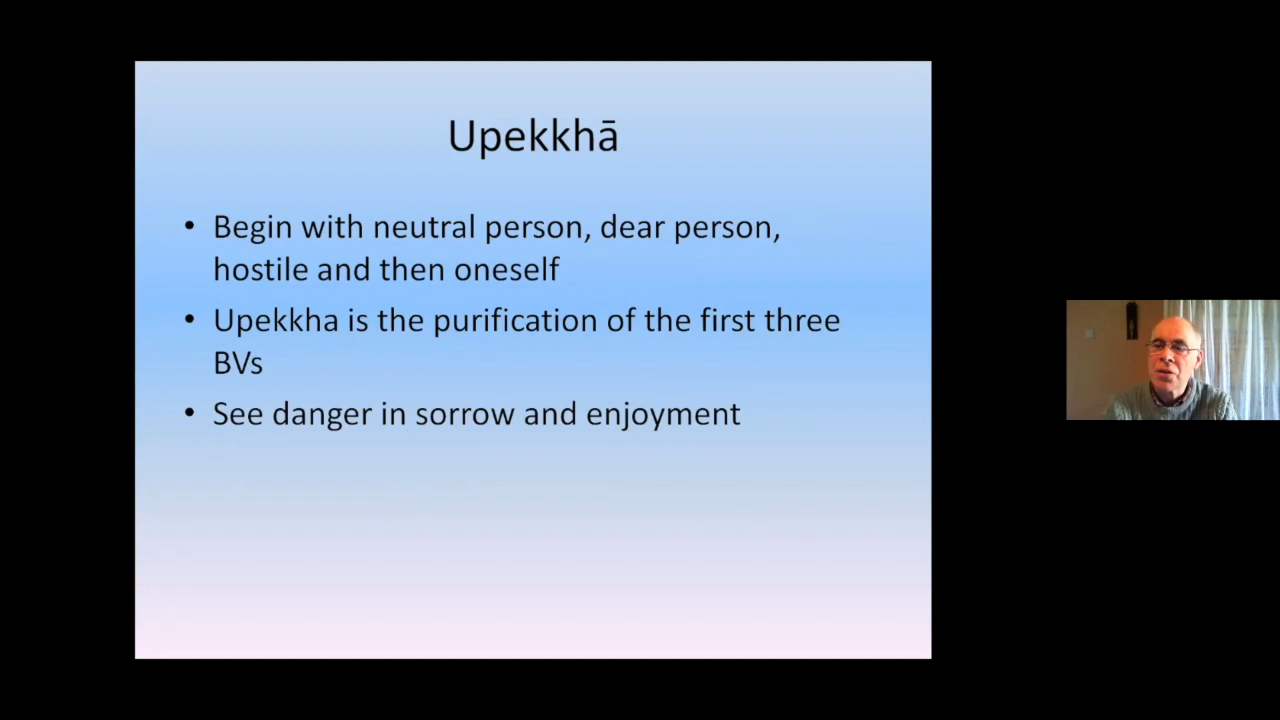 Upekkhā
• Begin with neutral person, dear person,
hostile and then oneself
• Upekkha is the purification of the first three
BVs
• See danger in sorrow and enjoyment